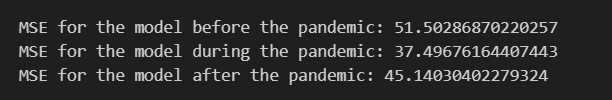 MSE for the model before the pandemic: 51.50286870220257
MSE for the model during the pandemic: 37.49676164407443
MSE for the model after the pandemic: 45.14030402279324